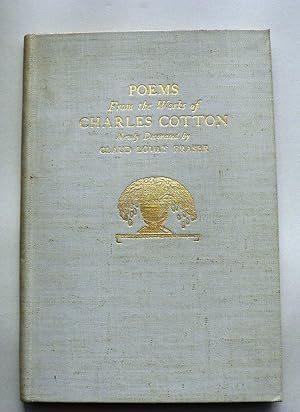 POEMS
From the Works of
CHARLES COTTON
Newly Decorated by
CLAUD LOVAT FRASER